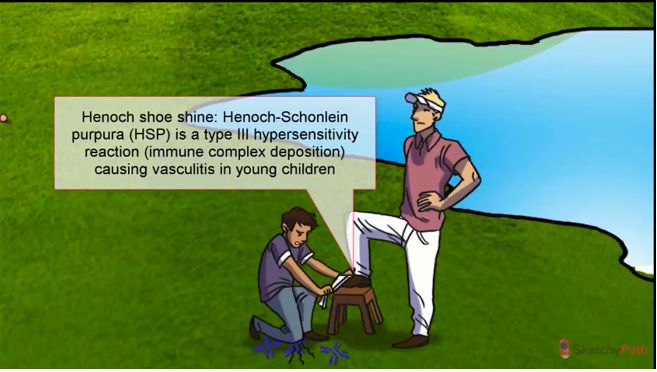 Henoch shoe shine: Henoch-Schonlein
purpura (HSP) is a type III hypersensitivity
reaction (immune complex deposition)
causing vasculitis in young children
SketchyPath